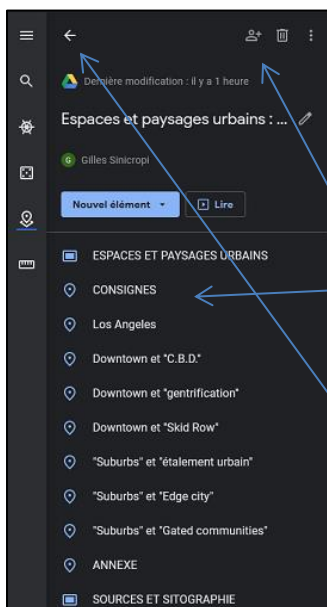 Dernière modification : il y a 1 heure
Espaces et paysages urbains : ...
G Gilles Sinicropi
Nouvel élément Lire
ESPACES ET PAYSAGES URBAINS
CONSIGNES
Los Angeles
Downtown et "C.B.D."
Downtown et "gentrification"
Downtown et "Skid Row"
"Suburbs" et "étalement urbain"
"Suburbs" et "Edge city"
"Suburbs" et "Gated communities"
ANNEXE
SOURCES ET SITOGRAPHIE